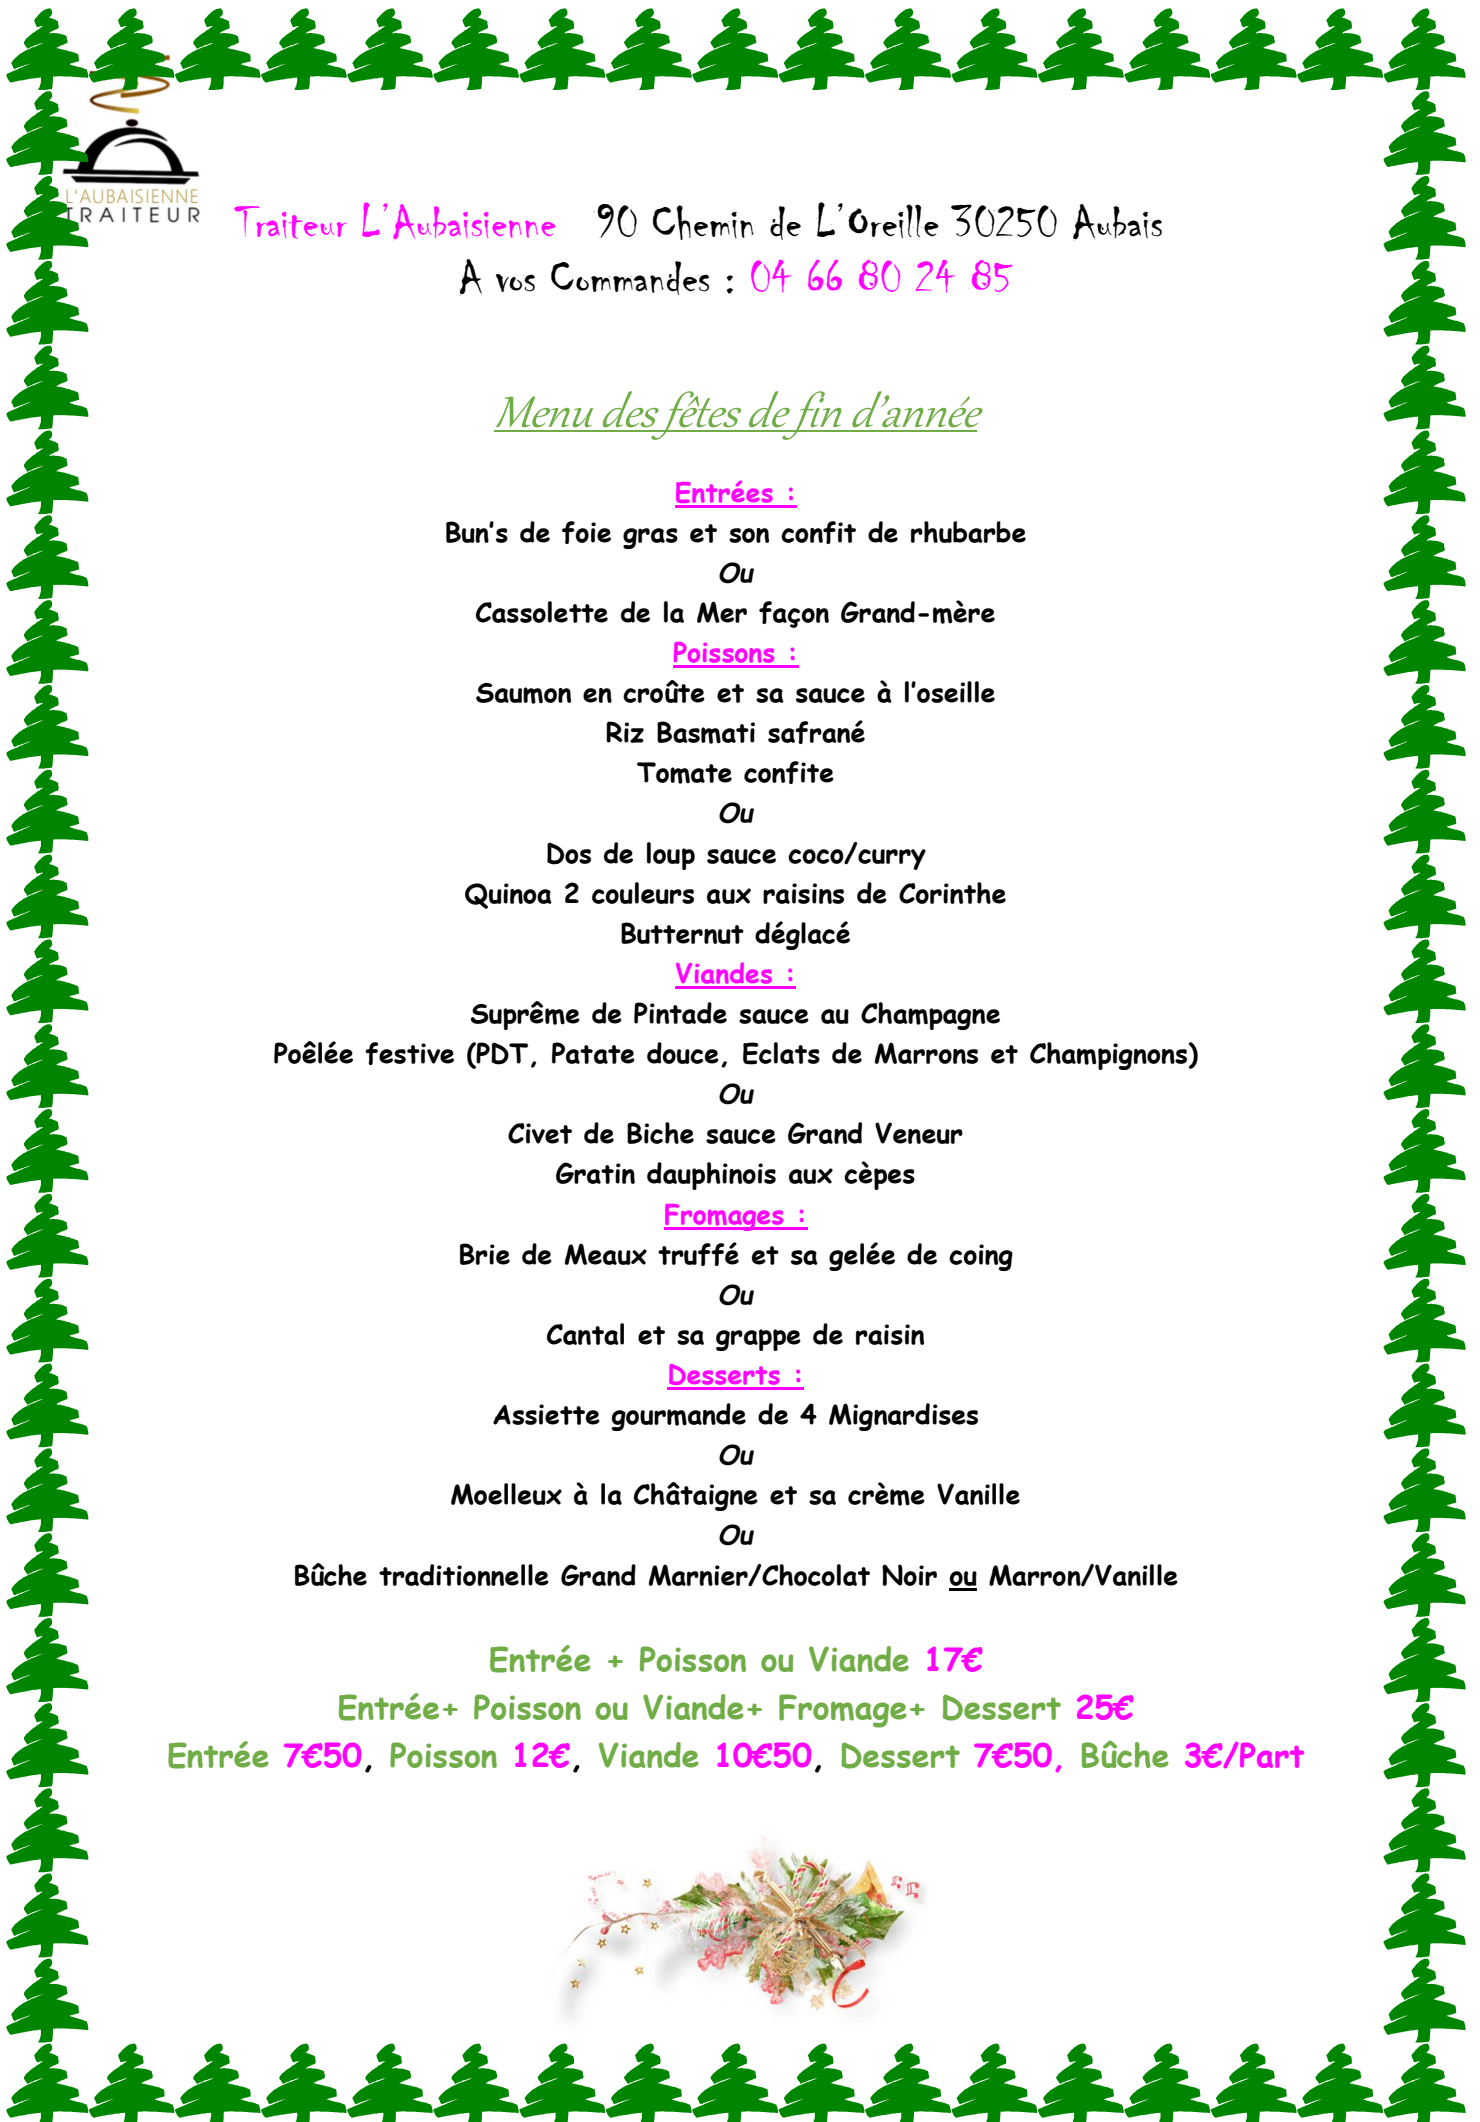 L'AUBAISIENNE
TRAITEUR
Traiteur L’Aubaisienne 90 Chemin de L’Oreille 30250 Aubais
A vos Commandes : 04 66 80 24 85
Menu des fêtes de fin d’année
Entrées :
Bun’s de foie gras et son confit de rhubarbe
Ou
Cassolette de la Mer façon Grand-mère
Poissons :
Saumon en croûte et sa sauce à l’oseille
Riz Basmati safrané
Tomate confite
Ou
Dos de loup sauce coco/curry
Quinoa 2 couleurs aux raisins de Corinthe
Butternut déglacé
Viandes :
Suprême de Pintade sauce au Champagne
Poêlée festive (PDT, Patate douce, Eclats de Marrons et Champignons)
Ou
Civet de Biche sauce Grand Veneur
Gratin dauphinois aux cèpes
Fromages :
Brie de Meaux truffé et sa gelée de coing
Ou
Cantal et sa grappe de raisin
Desserts :
Assiette gourmande de 4 Mignardises
Ou
Moelleux à la Châtaigne et sa crème Vanille
Ou
Bûche traditionnelle Grand Marnier/Chocolat Noir ou Marron/Vanille
Entrée + Poisson ou Viande 17€
Entrée+ Poisson ou Viande+ Fromage+ Dessert 25€
Entrée 7€50, Poisson 12€, Viande 10€50, Dessert 7€50, Bûche 3€/Part